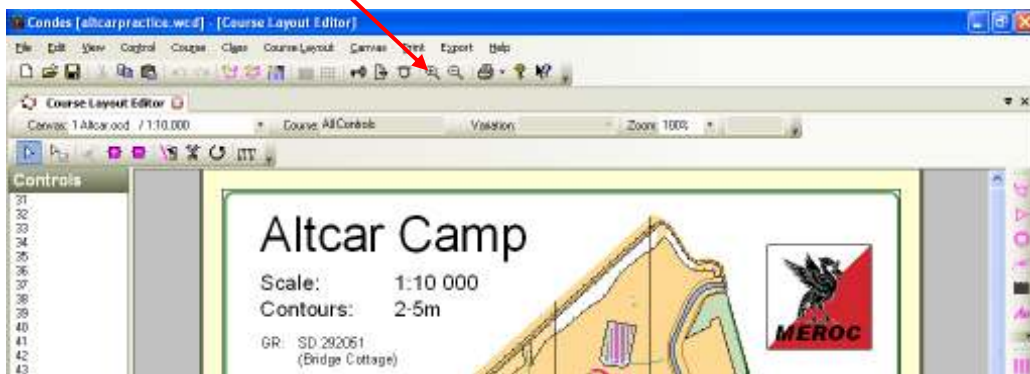 Condes [altcarpractice.wcd] - [Course Layout Editor]
File Edit View Control Course Class Course Layout Canvas Print Export Help
Course Layout Editor
Canvas: 1 Altcar.ocd / 1:10.000 Course: All Controls Variation: Zoom: 100%
Controls
31
32
33
34
35
36
37
38
39
40
41
42
43
Altcar Camp
Scale: 1:10 000
Contours: 2-5m
GR: SD 292051
(Bridge Cottage)
MEROC